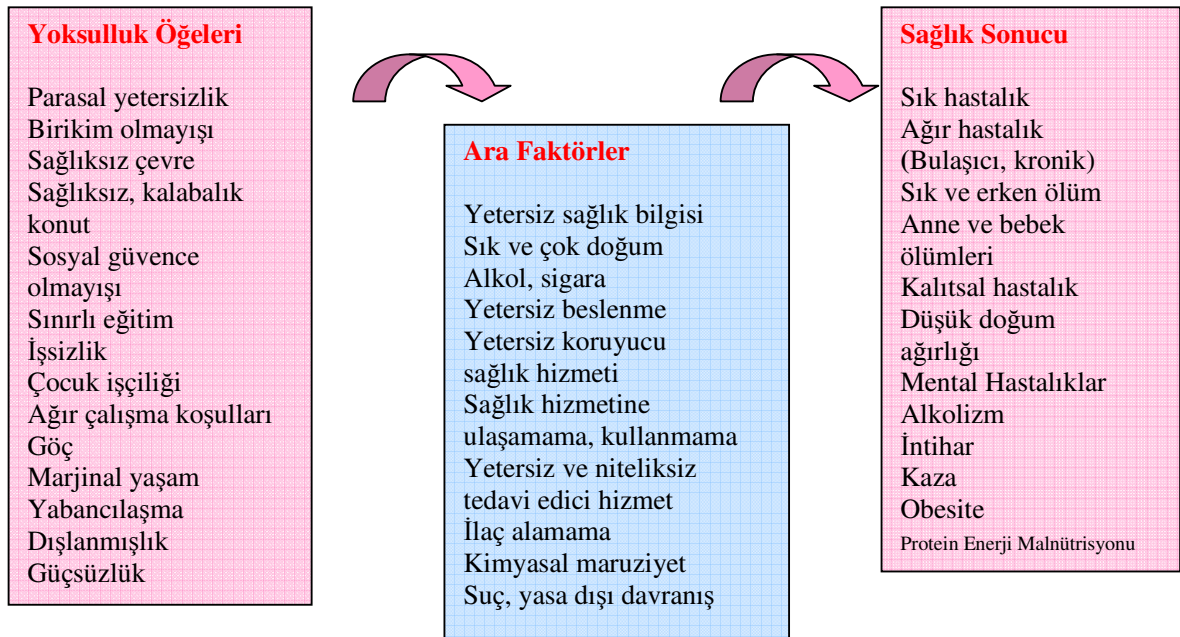 Yoksulluk Öğeleri
Parasal yetersizlik
Birikim olmayışı
Sağlıksız çevre
Sağlıksız, kalabalık
konut
Sosyal güvence
olmayışı
Sınırlı eğitim
İşsizlik
Çocuk işçiliği
Ağır çalışma koşulları
Göç
Marjinal yaşam
Yabancılaşma
Dışlanmışlık
Güçsüzlük
Ara Faktörler
Yetersiz sağlık bilgisi
Sık ve çok doğum
Alkol, sigara
Yetersiz beslenme
Yetersiz koruyucu
sağlık hizmeti
Sağlık hizmetine
ulaşamama, kullanmama
Yetersiz ve niteliksiz
tedavi edici hizmet
İlaç alamama
Kimyasal maruziyet
Suç, yasa dışı davranış
Sağlık Sonucu
Sık hastalık
Ağır hastalık
(Bulaşıcı, kronik)
Sık ve erken ölüm
Anne ve bebek
ölümleri
Kalıtsal hastalık
Düşük doğum
ağırlığı
Mental Hastalıklar
Alkolizm
İntihar
Kaza
Obesite
Protein Enerji Malnütrisyonu